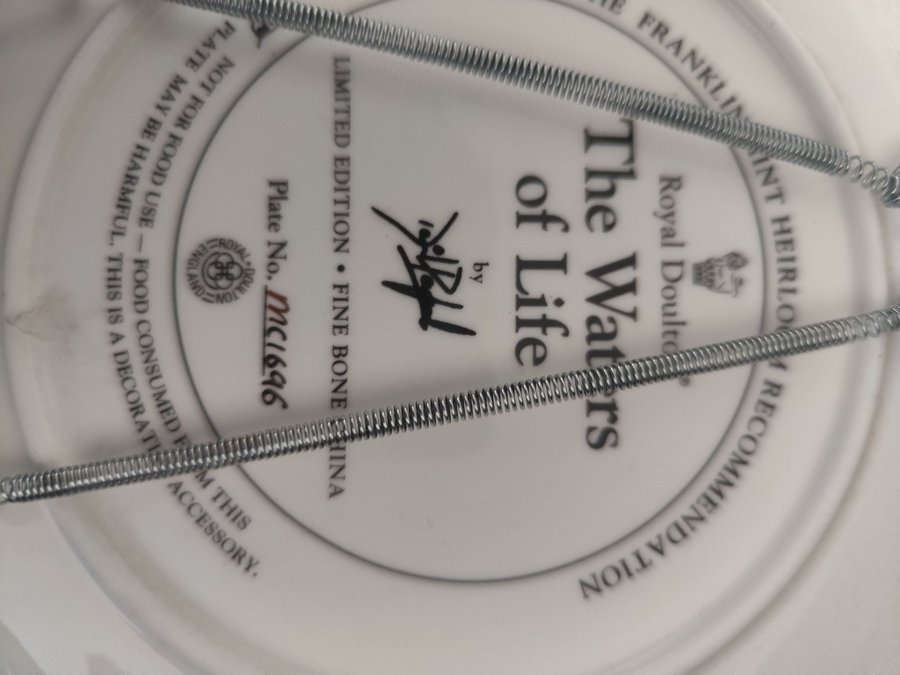 THE FRANKLIN MINT HEIRLOOM RECOMMENDATION
Royal Doulton®
The Waters
of Life
by
LIMITED EDITION • FINE BONE CHINA
Plate No. MC1696
ROYAL • DOULTON
ENGLAND
NOT FOR FOOD USE — FOOD CONSUMED FROM THIS
PLATE MAY BE HARMFUL. THIS IS A DECORATIVE ACCESSORY.